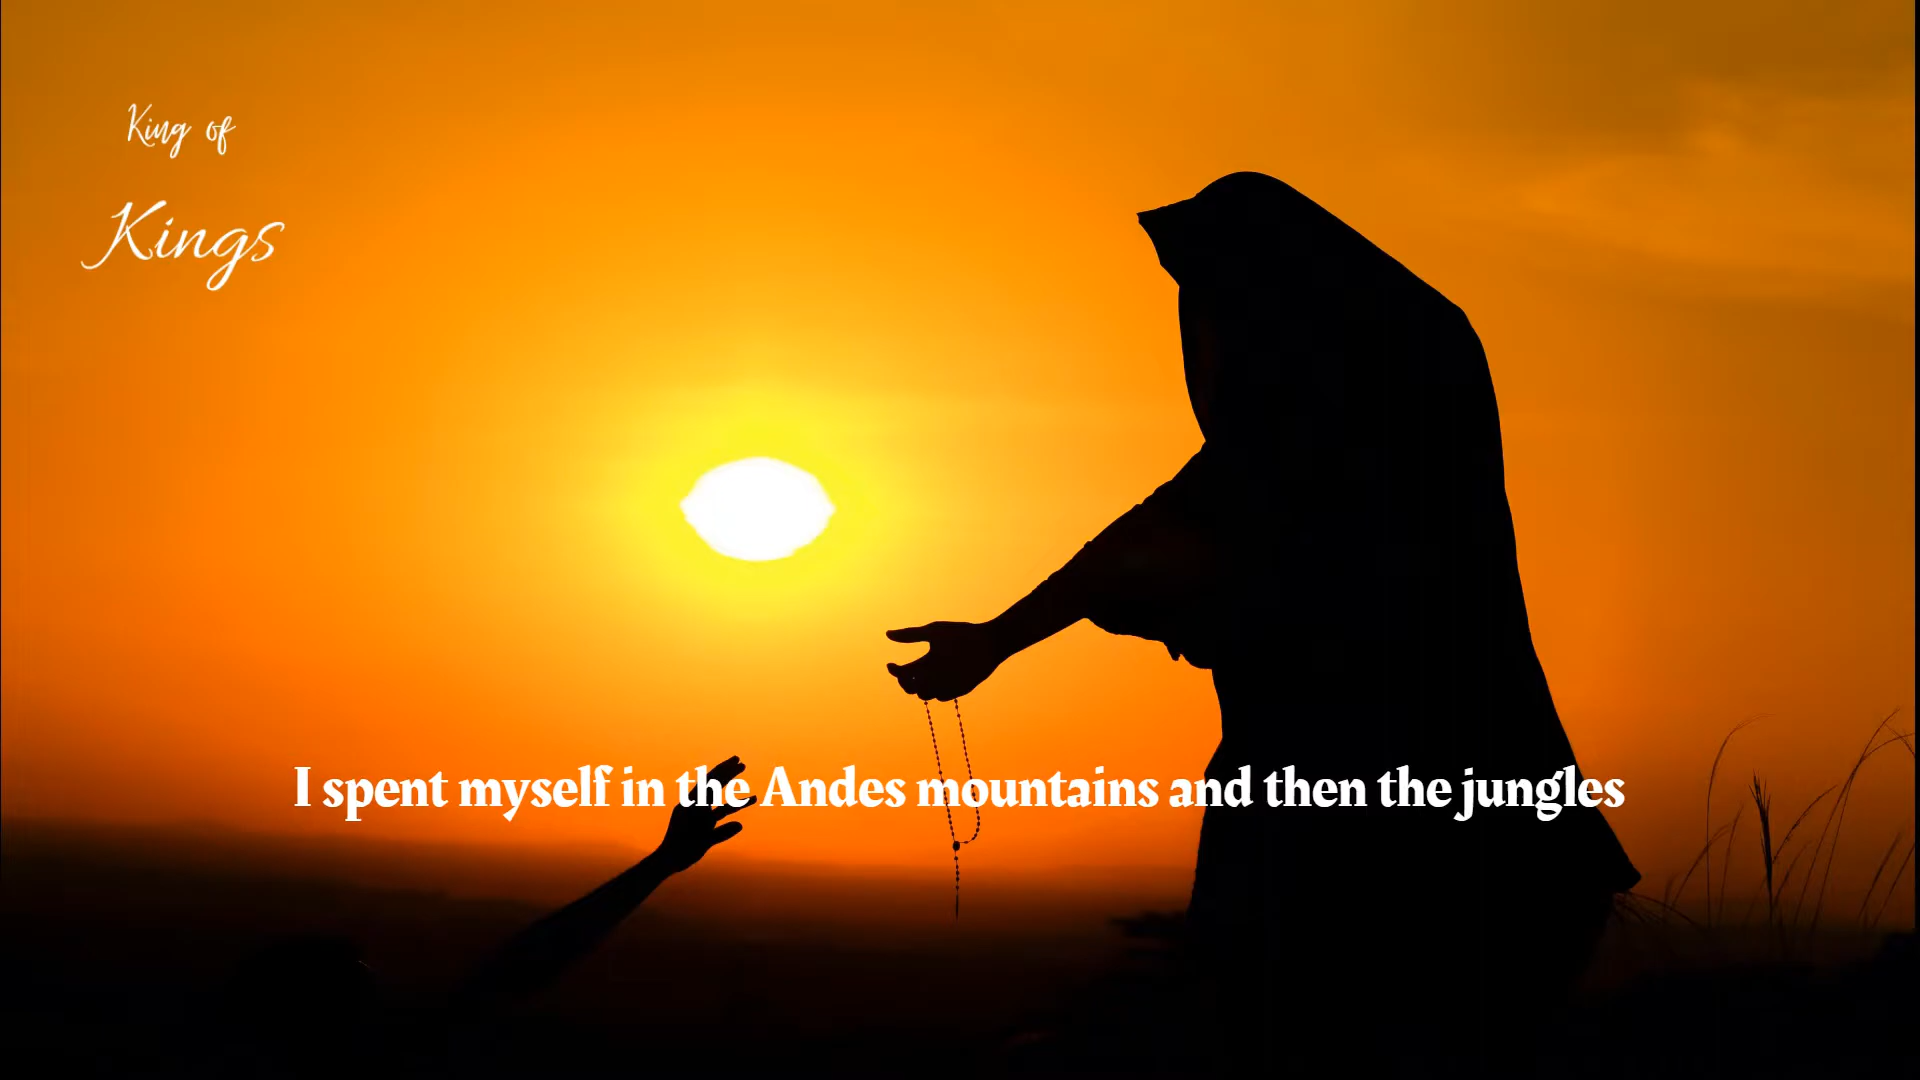 King of
Kings
I spent myself in the Andes mountains and then the jungles